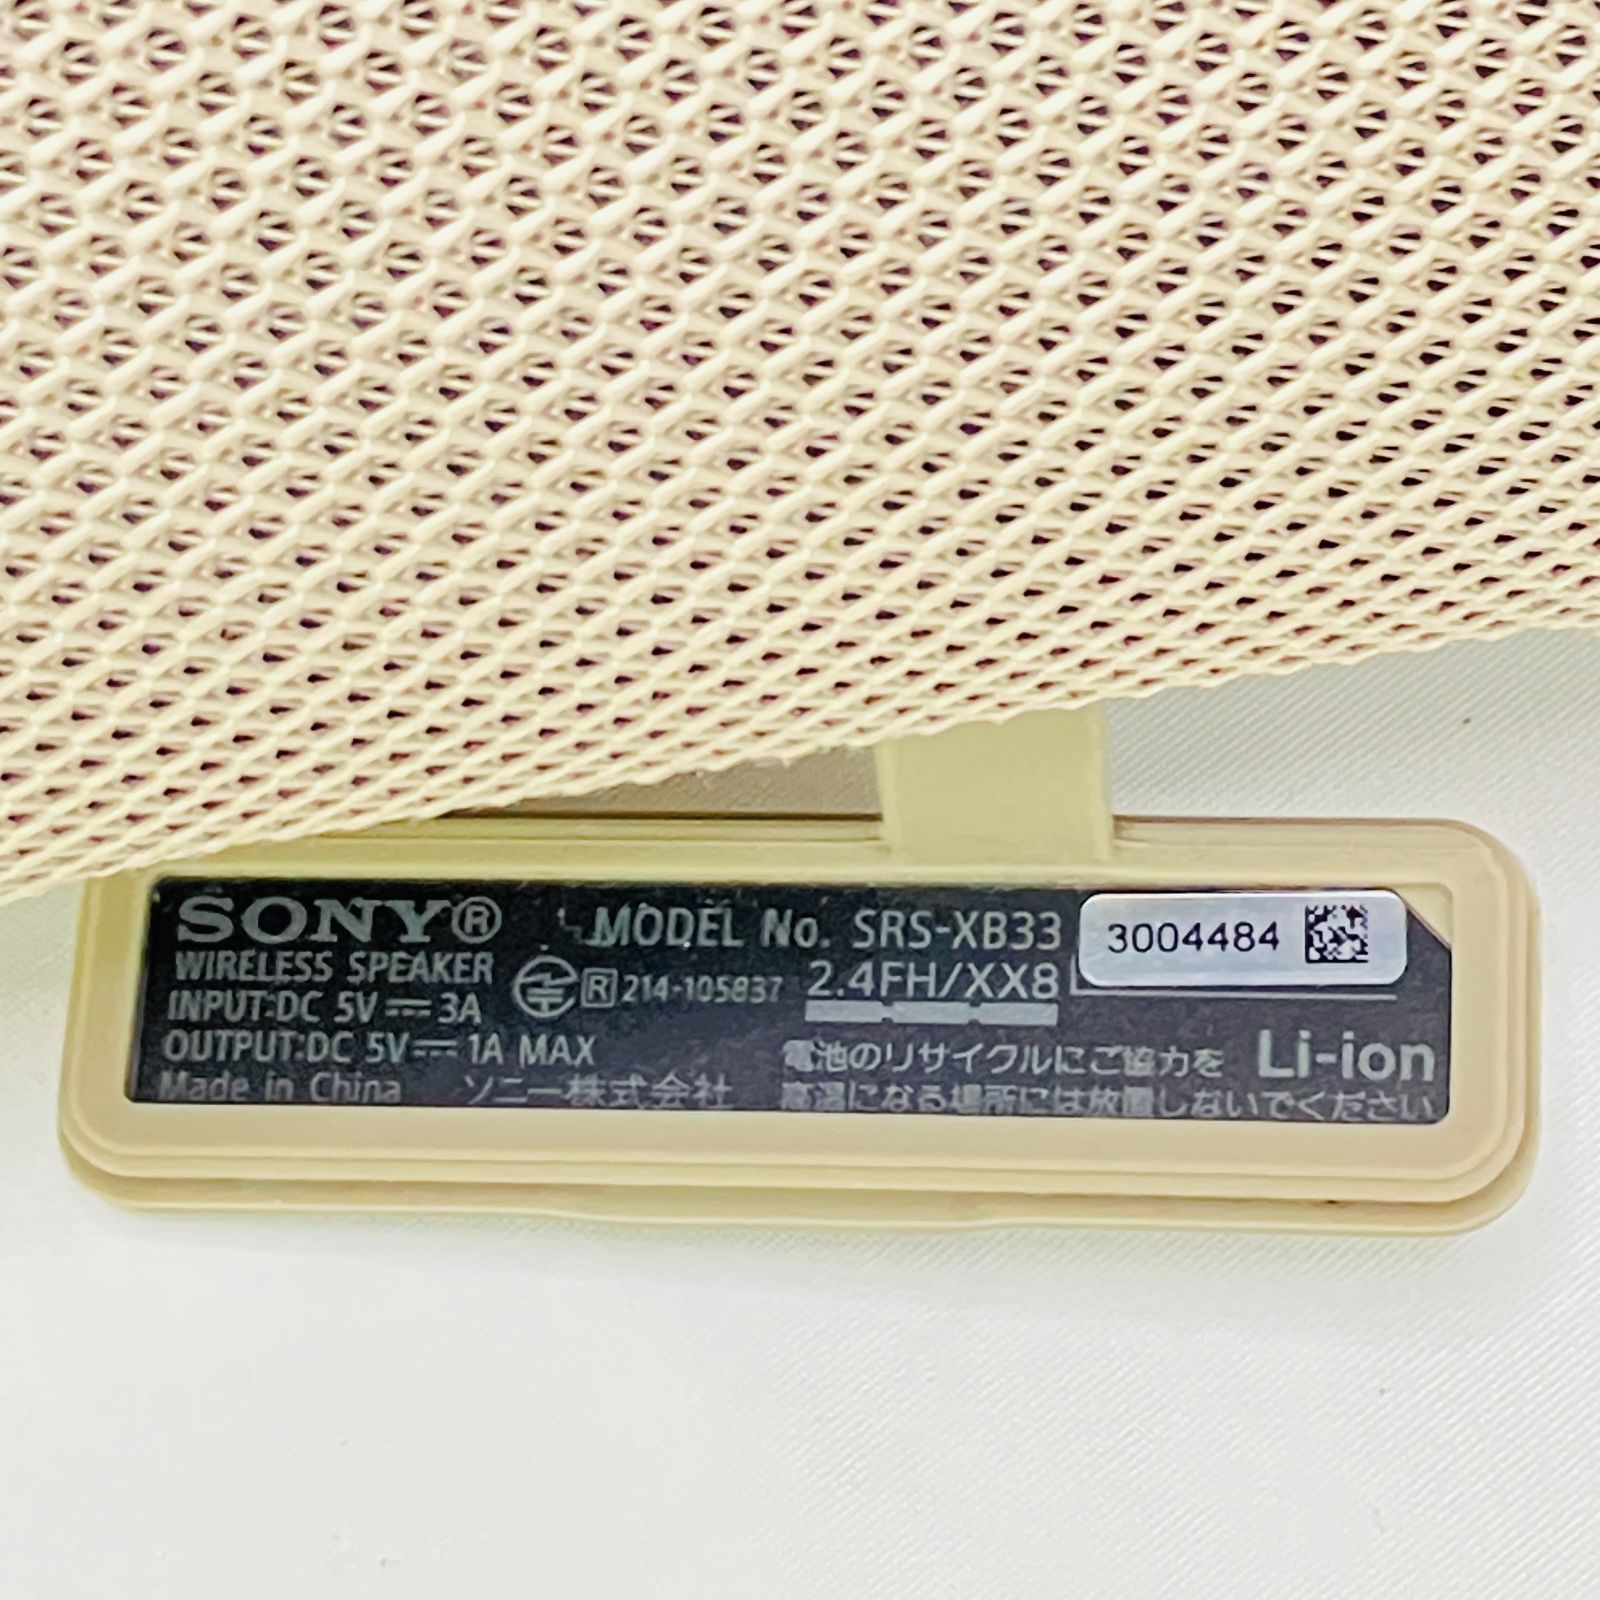 SONY® MODEL No. SRS-XB33 3004484
WIRELESS SPEAKER R 214-105837 2.4FH/XX8
INPUT:DC 5V⎓3A
OUTPUT:DC 5V⎓1A MAX
Made in China ソニー株式会社
電池のリサイクルにご協力を Li-ion
高温になる場所には放置しないでください